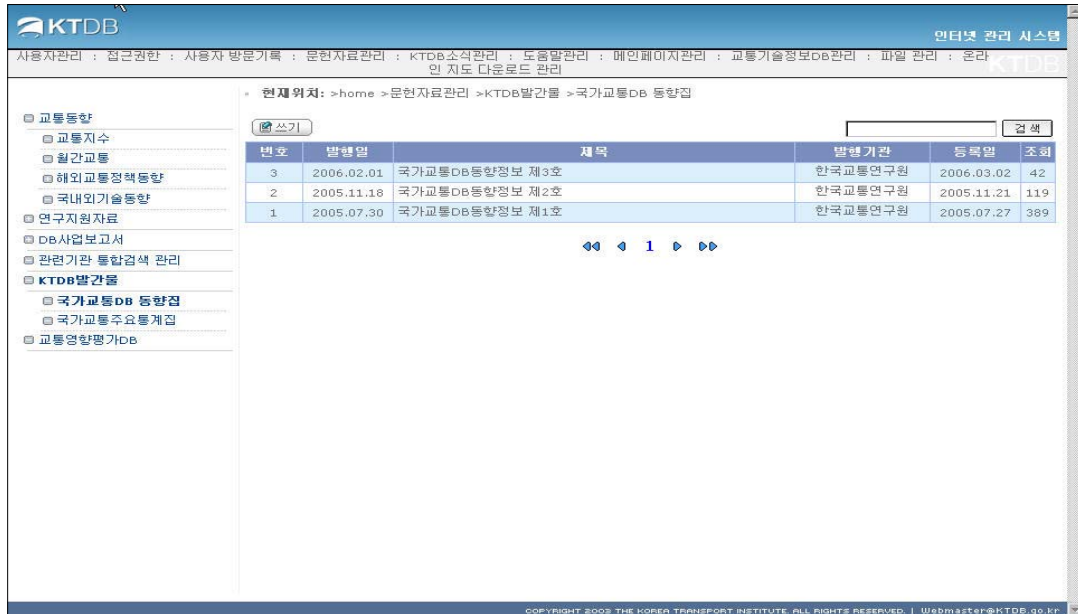 KTDB
인터넷 관리 시스템
사용자관리 : 접근권한 : 사용자 방문기록 : 문헌자료관리 : KTDB소식관리 : 도움말관리 : 메인페이지관리 : 교통기술정보DB관리 : 파일 관리 : 온라
인 지도 다운로드 관리
KTDB
현재위치: >home >문헌자료관리 >KTDB발간물 >국가교통DB 동향집
교통동향
교통지수
월간교통
해외교통정책동향
국내외기술동향
연구지원자료
DB사업보고서
관련기관 통합검색 관리
KTDB발간물
국가교통DB 동향집
국가교통주요통계집
교통영향평가DB
쓰기
검색
번호 발행일 제목 발행기관 등록일 조회
3 2006.02.01 국가교통DB동향정보 제3호 한국교통연구원 2006.03.02 42
2 2005.11.18 국가교통DB동향정보 제2호 한국교통연구원 2005.11.21 119
1 2005.07.30 국가교통DB동향정보 제1호 한국교통연구원 2005.07.27 389
1
COPYRIGHT 2003 THE KOREA TRANSPORT INSTITUTE. ALL RIGHTS RESERVED. | Webmaster@KTDB.go.kr